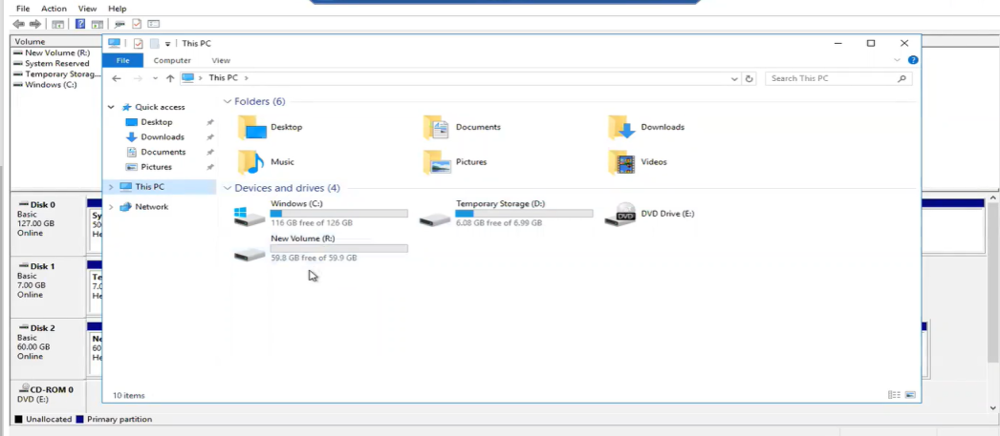 File Action View Help
Volume
New Volume (R:)
System Reserved
Temporary Storag...
Windows (C:)
This PC
File Computer View
This PC
Search This PC
Quick access
Desktop
Downloads
Documents
Pictures
This PC
Network
Folders (6)
Desktop Documents Downloads
Music Pictures Videos
Devices and drives (4)
Windows (C:)
116 GB free of 126 GB
Temporary Storage (D:)
6.08 GB free of 6.99 GB
DVD Drive (E:)
DVD
New Volume (R:)
59.8 GB free of 59.9 GB
10 items
Disk 0
Basic
127.00 GB
Online
Sy
50
He
Disk 1
Basic
7.00 GB
Online
Te
7.0
He
Disk 2
Basic
60.00 GB
Online
Ne
60
He
CD-ROM 0
DVD (E:)
Unallocated Primary partition